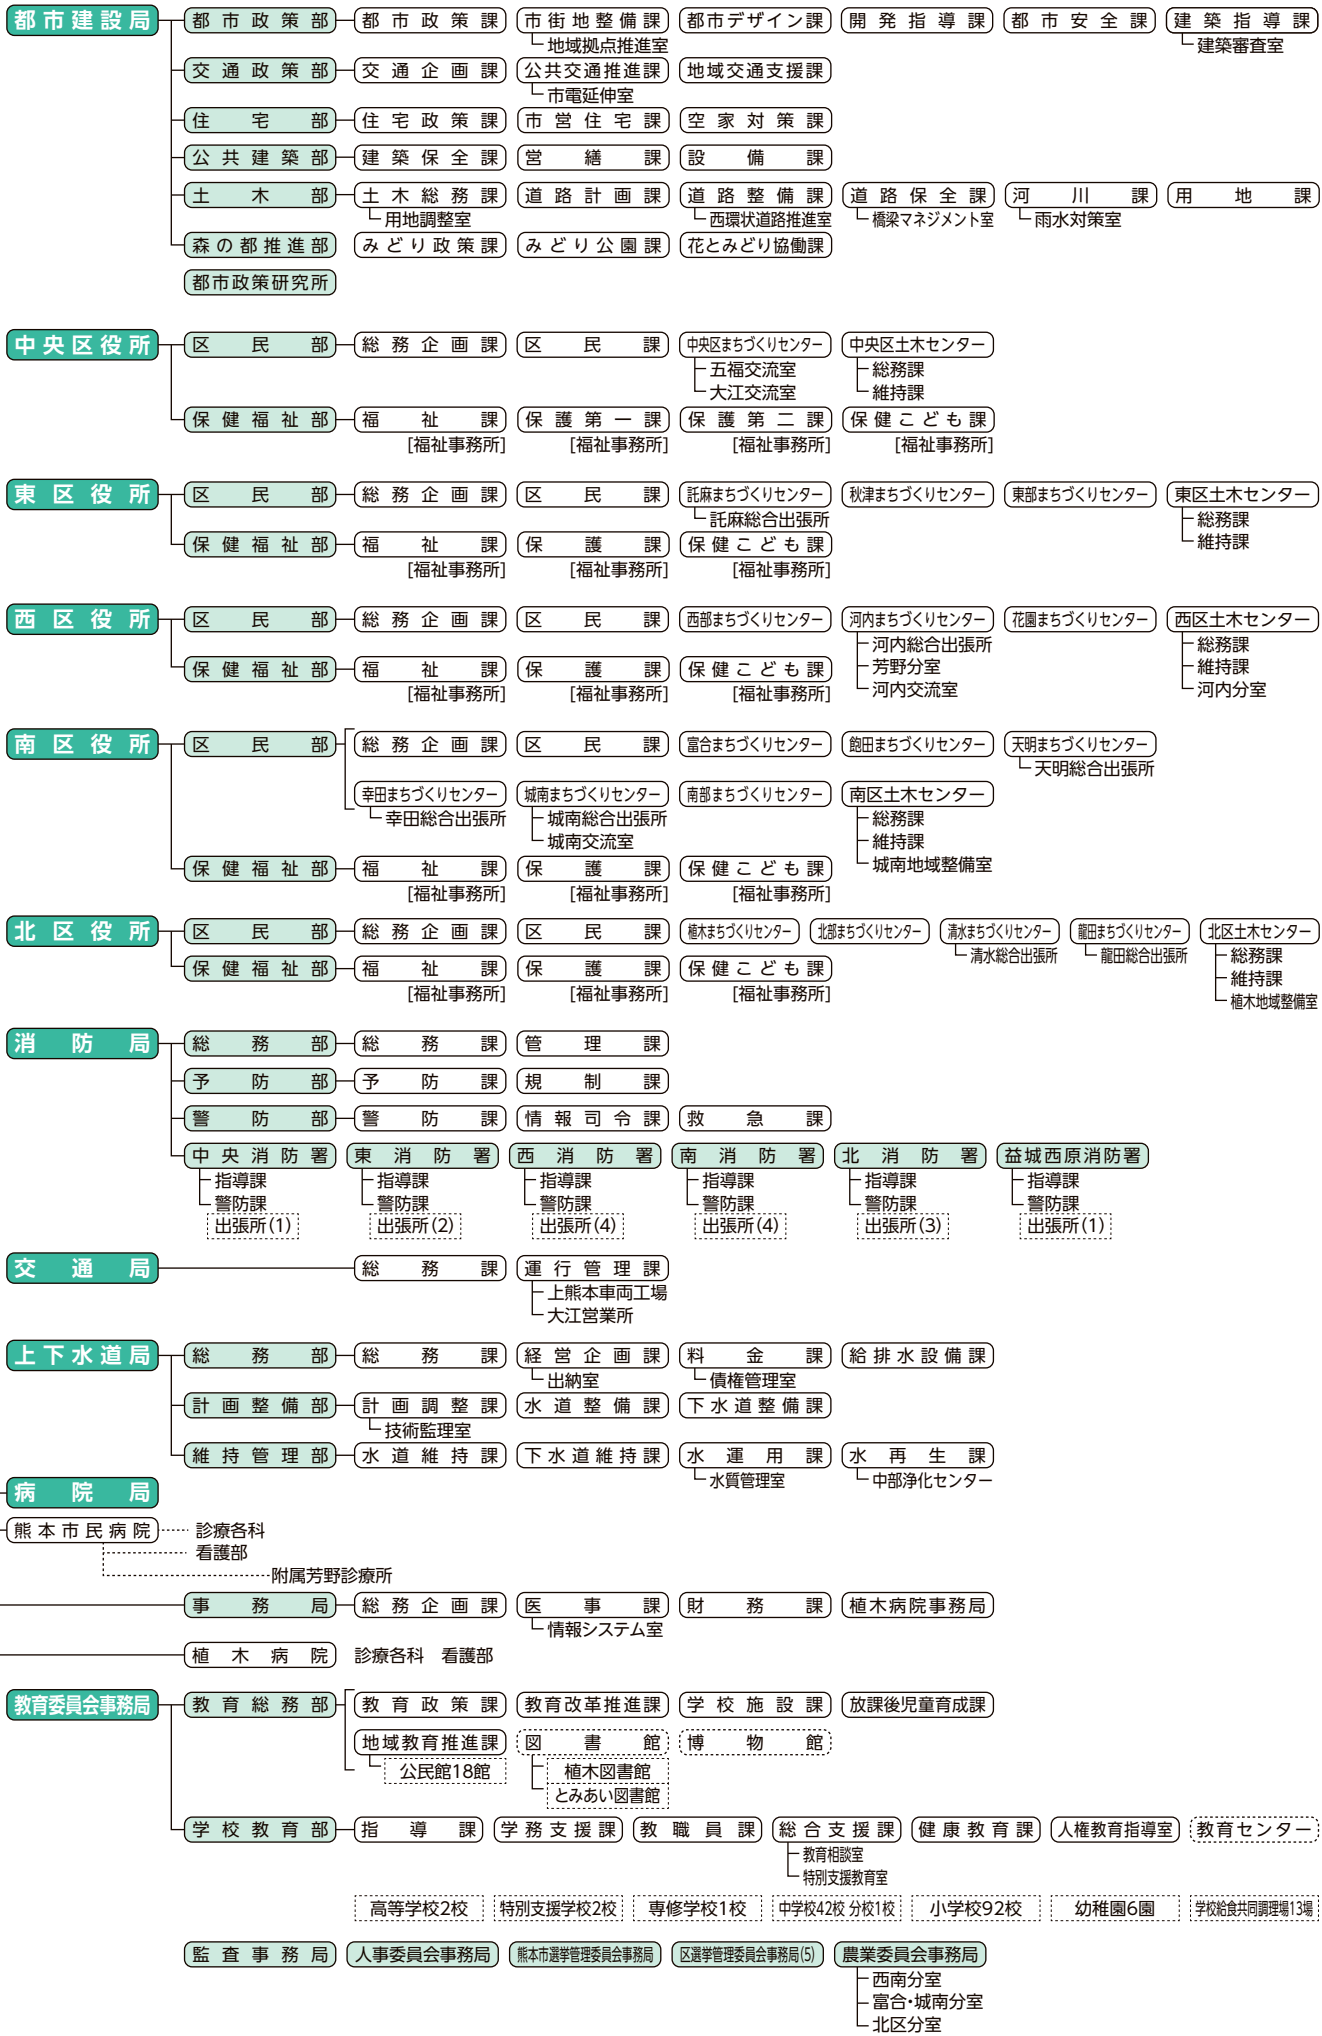 都市建設局 都市政策部 都市政策課 市街地整備課 都市デザイン課 開発指導課 都市安全課 建築指導課
地域拠点推進室 建築審査室
交通政策部 交通企画課 公共交通推進課 地域交通支援課
市電延伸室
住宅部 住宅政策課 市営住宅課 空家対策課
公共建築部 建築保全課 営繕課 設備課
土木部 土木総務課 道路計画課 道路整備課 道路保全課 河川課 用地課
用地調整室 西環状道路推進室 橋梁マネジメント室 雨水対策室
森の都推進部 みどり政策課 みどり公園課 花とみどり協働課
都市政策研究所
中央区役所 区民部 総務企画課 区民課 中央区まちづくりセンター 中央区土木センター
五福交流室 総務課
大江交流室 維持課
保健福祉部 福祉課 保護第一課 保護第二課 保健こども課
[福祉事務所] [福祉事務所] [福祉事務所] [福祉事務所]
東区役所 区民部 総務企画課 区民課 託麻まちづくりセンター 秋津まちづくりセンター 東部まちづくりセンター 東区土木センター
託麻総合出張所 総務課
維持課
保健福祉部 福祉課 保護課 保健こども課
[福祉事務所] [福祉事務所] [福祉事務所]
西区役所 区民部 総務企画課 区民課 西部まちづくりセンター 河内まちづくりセンター 花園まちづくりセンター 西区土木センター
河内総合出張所 総務課
芳野分室 維持課
河内交流室 河内分室
保健福祉部 福祉課 保護課 保健こども課
[福祉事務所] [福祉事務所] [福祉事務所]
南区役所 区民部 総務企画課 区民課 富合まちづくりセンター 飽田まちづくりセンター 天明まちづくりセンター
天明総合出張所
幸田まちづくりセンター 城南まちづくりセンター 南部まちづくりセンター 南区土木センター
幸田総合出張所 城南総合出張所 総務課
城南交流室 維持課
城南地域整備室
保健福祉部 福祉課 保護課 保健こども課
[福祉事務所] [福祉事務所] [福祉事務所]
北区役所 区民部 総務企画課 区民課 植木まちづくりセンター 北部まちづくりセンター 清水まちづくりセンター 龍田まちづくりセンター 北区土木センター
清水総合出張所 龍田総合出張所 総務課
維持課
植木地域整備室
保健福祉部 福祉課 保護課 保健こども課
[福祉事務所] [福祉事務所] [福祉事務所]
消防局 総務部 総務課 管理課
予防部 予防課 規制課
警防部 警防課 情報司令課 救急課
中央消防署 東消防署 西消防署 南消防署 北消防署 益城西原消防署
指導課 指導課 指導課 指導課 指導課 指導課
警防課 警防課 警防課 警防課 警防課 警防課
出張所(1) 出張所(2) 出張所(4) 出張所(4) 出張所(3) 出張所(1)
交通局 総務課 運行管理課
上熊本車両工場
大江営業所
上下水道局 総務部 総務課 経営企画課 料金課 給排水設備課
出納室 債権管理室
計画整備部 計画調整課 水道整備課 下水道整備課
技術監理室
維持管理部 水道維持課 下水道維持課 水運用課 水再生課
水質管理室 中部浄化センター
病院局
熊本市民病院 診療各科
看護部
附属芳野診療所
事務局 総務企画課 医事課 財務課 植木病院事務局
情報システム室
植木病院 診療各科 看護部
教育委員会事務局 教育総務部 教育政策課 教育改革推進課 学校施設課 放課後児童育成課
地域教育推進課 図書館 博物館
公民館18館 植木図書館
とみあい図書館
学校教育部 指導課 学務支援課 教職員課 総合支援課 健康教育課 人権教育指導室 教育センター
教育相談室
特別支援教育室
高等学校2校 特別支援学校2校 専修学校1校 中学校42校 分校1校 小学校92校 幼稚園6園 学校給食共同調理場13場
監査事務局 人事委員会事務局 熊本市選挙管理委員会事務局 区選挙管理委員会事務局(5) 農業委員会事務局
西南分室
富合・城南分室
北区分室